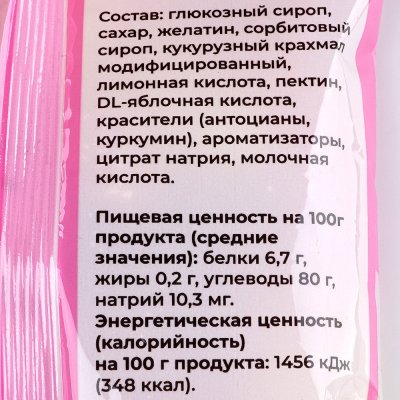 Состав: глюкозный сироп,
сахар, желатин, сорбитовый
сироп, кукурузный крахмал
модифицированный,
лимонная кислота, пектин,
DL-яблочная кислота,
красители (антоцианы,
куркумин), ароматизаторы,
цитрат натрия, молочная
кислота.
Пищевая ценность на 100г
продукта (средние
значения): белки 6,7 г,
жиры 0,2 г, углеводы 80 г,
натрий 10,3 мг.
Энергетическая ценность
(калорийность)
на 100 г продукта: 1456 кДж
(348 ккал).